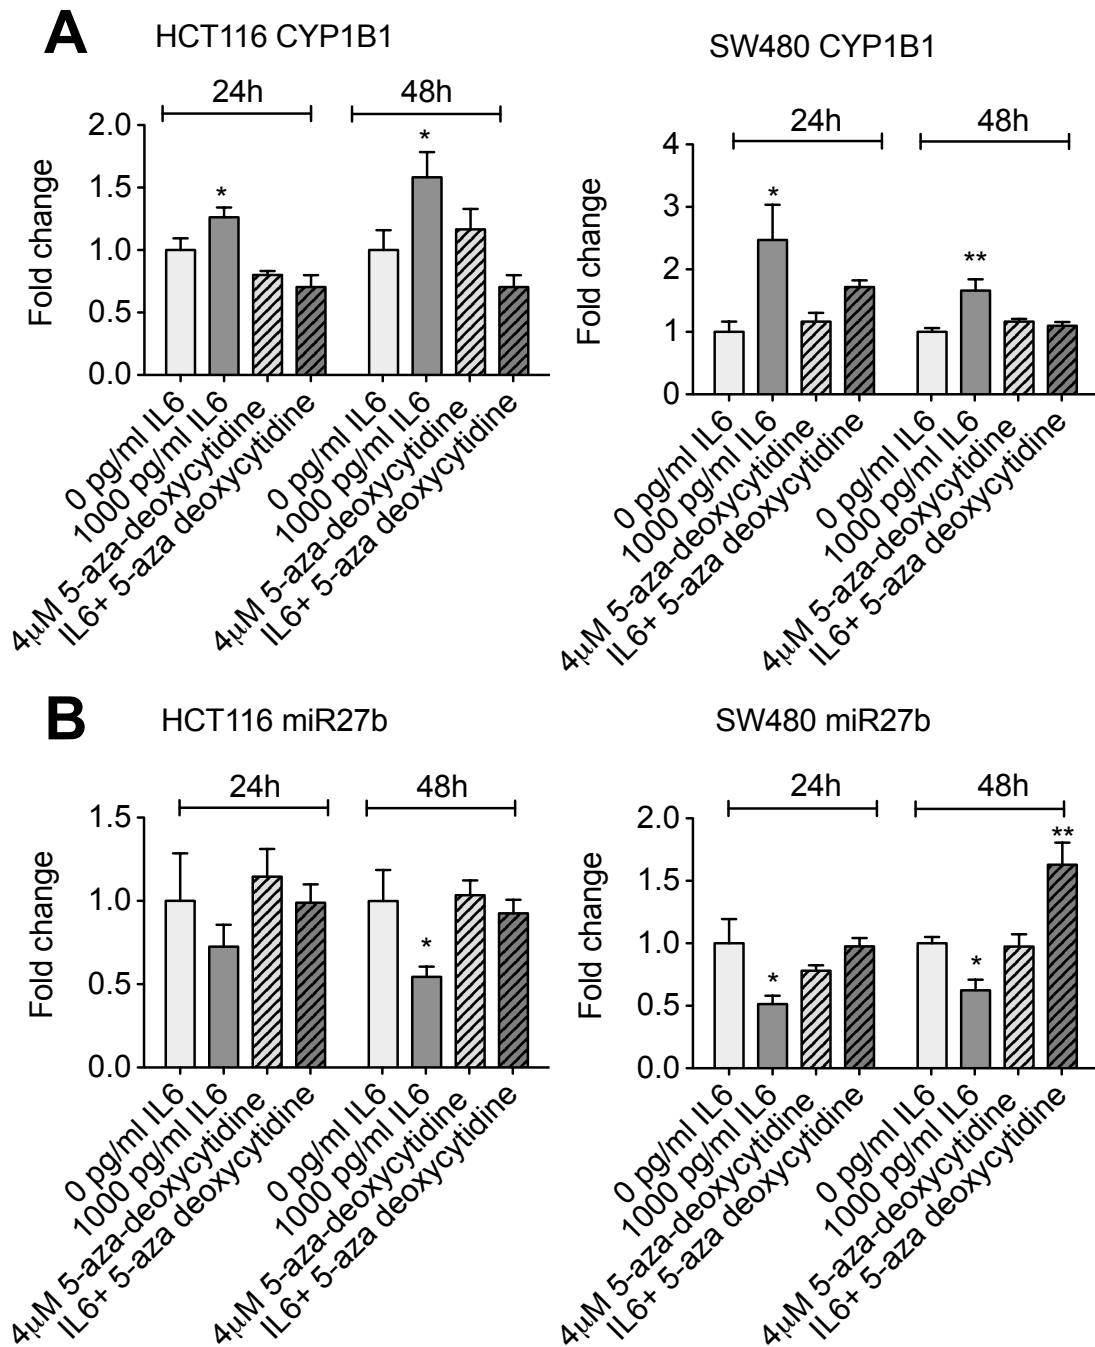 A
HCT116 CYP1B1
24h
48h
Fold change
2.0
1.5
1.0
0.5
0.0
*
*
0 pg/ml IL6
1000 pg/ml IL6
4μM 5-aza-deoxycytidine
IL6+ 5-aza deoxycytidine
0 pg/ml IL6
1000 pg/ml IL6
4μM 5-aza-deoxycytidine
IL6+ 5-aza deoxycytidine
SW480 CYP1B1
24h
48h
Fold change
4
3
2
1
0
*
**
0 pg/ml IL6
1000 pg/ml IL6
4μM 5-aza-deoxycytidine
IL6+ 5-aza deoxycytidine
0 pg/ml IL6
1000 pg/ml IL6
4μM 5-aza-deoxycytidine
IL6+ 5-aza deoxycytidine
B
HCT116 miR27b
24h
48h
Fold change
1.5
1.0
0.5
0.0
*
0 pg/ml IL6
1000 pg/ml IL6
4μM 5-aza-deoxycytidine
IL6+ 5-aza deoxycytidine
0 pg/ml IL6
1000 pg/ml IL6
4μM 5-aza-deoxycytidine
IL6+ 5-aza deoxycytidine
SW480 miR27b
24h
48h
Fold change
2.0
1.5
1.0
0.5
0.0
*
*
**
0 pg/ml IL6
1000 pg/ml IL6
4μM 5-aza-deoxycytidine
IL6+ 5-aza deoxycytidine
0 pg/ml IL6
1000 pg/ml IL6
4μM 5-aza-deoxycytidine
IL6+ 5-aza deoxycytidine